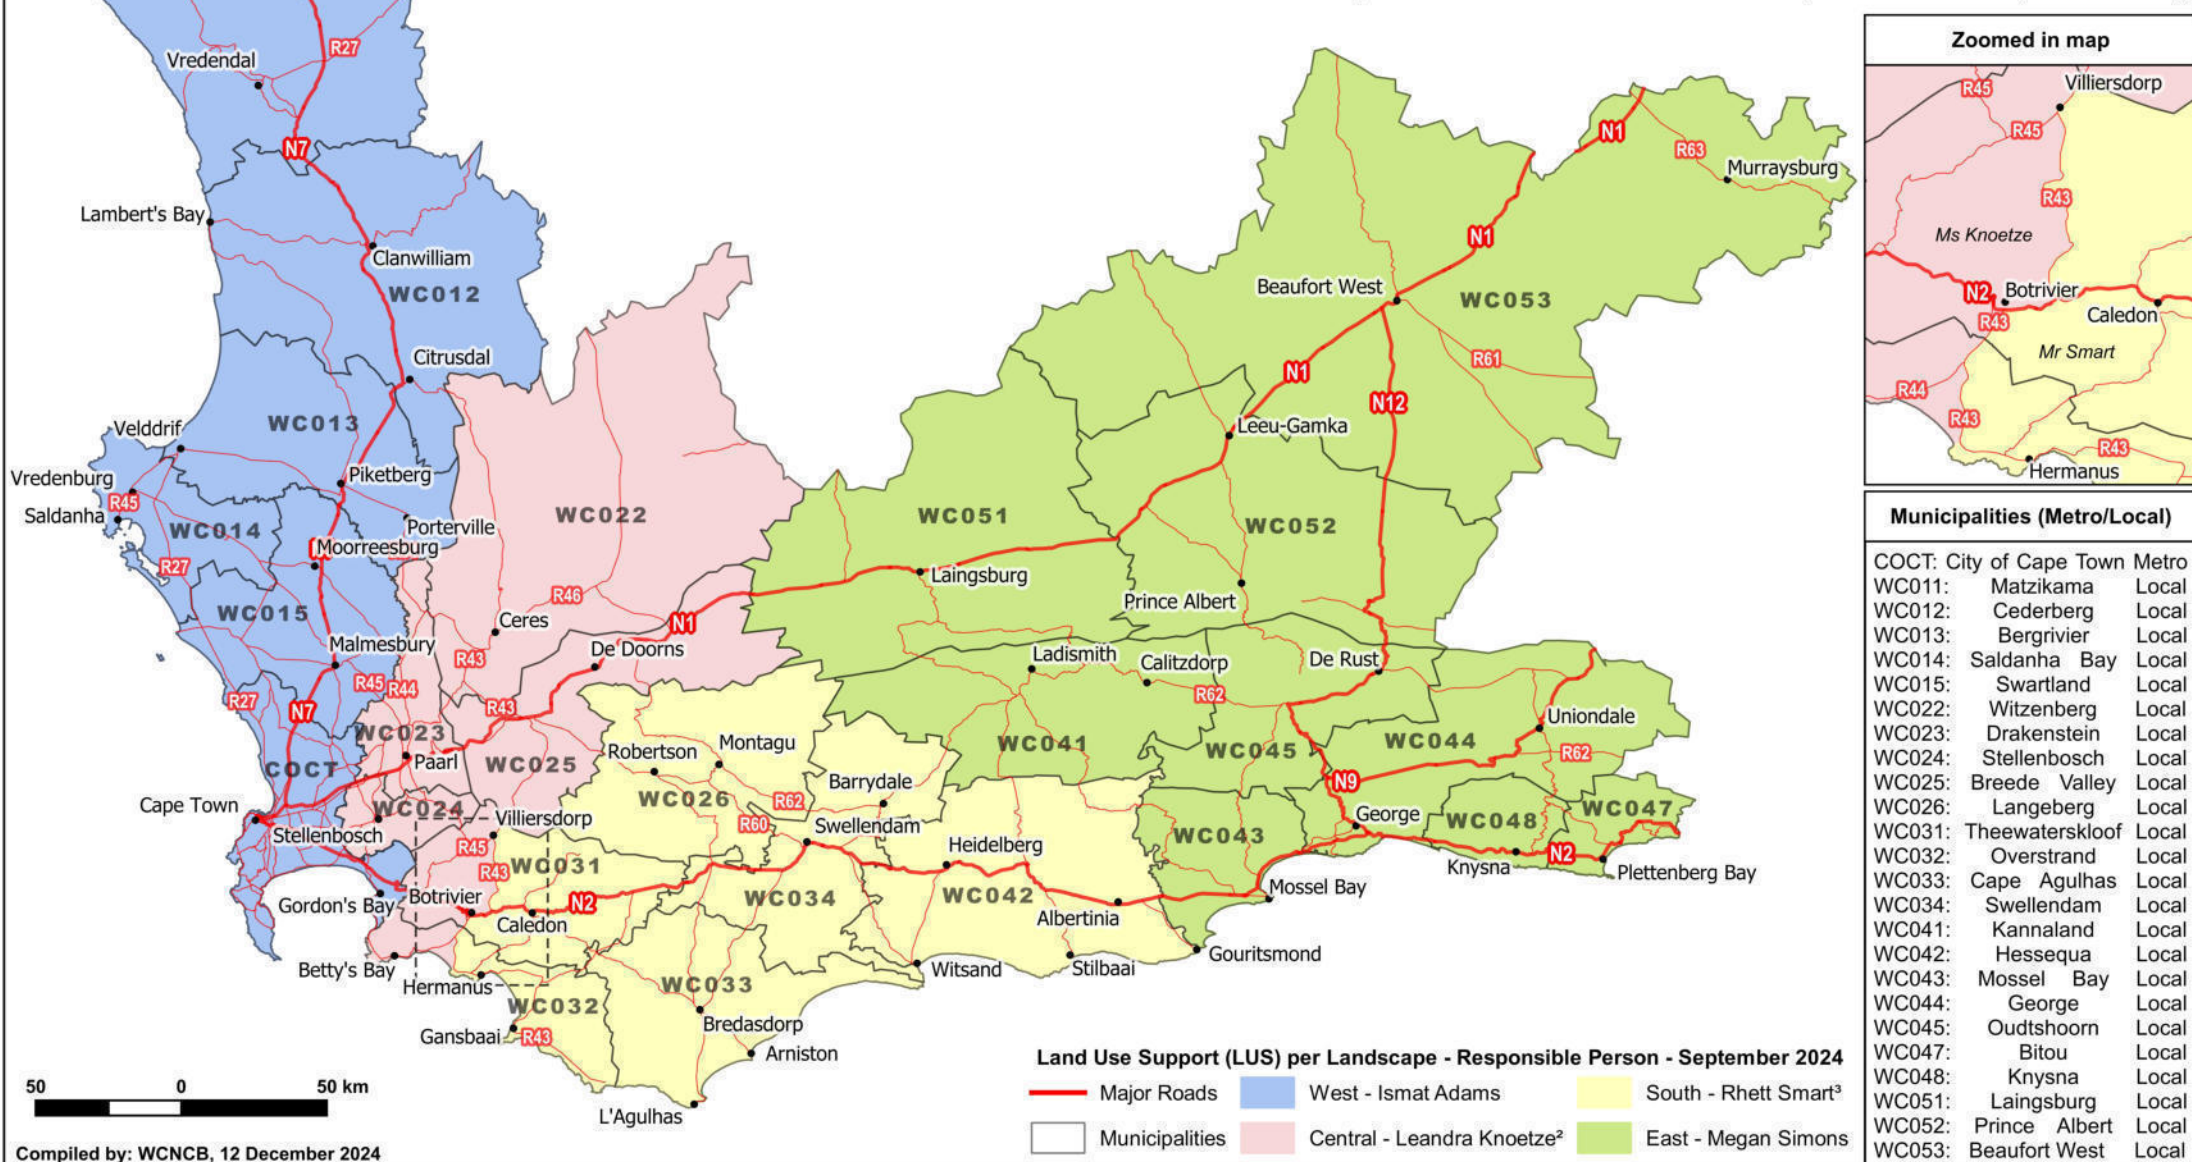 Vredendal
R27
N7
Lambert's Bay
Clanwilliam
WC012
Citrusdal
WC013
Velddrif
Vredenburg
Piketberg
R45
Saldanha
WC014
Porterville
Moorreesburg
R27
WC015
Malmesbury
R27
N7
R45
R44
COCT
Cape Town
Stellenbosch
Gordon's Bay
WC022
R46
Ceres
N1
R43
De Doorns
R43
WC023
Paarl
WC025
WC024
Villiersdorp
R45
R43
WC031
Botrivier
Caledon
N2
Betty's Bay
Hermanus
WC032
Gansbaai
R43
Robertson
Montagu
WC026
R62
R60
Barrydale
Swellendam
Heidelberg
WC034
WC042
Albertinia
WC033
Bredasdorp
Arniston
L'Agulhas
Witsand
Stilbaai
Gouritsmond
N1
R63
Murraysburg
N1
Beaufort West
WC053
N1
R61
N12
Leeu-Gamka
WC051
WC052
Laingsburg
Prince Albert
Ladismith
Calitzdorp
De Rust
R62
WC041
WC045
WC044
Uniondale
R62
N9
WC043
George
WC048
WC047
Knysna
N2
Plettenberg Bay
Mossel Bay
50 0 50 km
Compiled by: WCNCB, 12 December 2024
Land Use Support (LUS) per Landscape - Responsible Person - September 2024
Major Roads
West - Ismat Adams
South - Rhett Smart³
Municipalities
Central - Leandra Knoetze²
East - Megan Simons
Zoomed in map
Villiersdorp
R45
R45
R43
Ms Knoetze
N2
Botrivier
R43
Caledon
Mr Smart
R44
R43
R43
Hermanus
Municipalities (Metro/Local)
COCT: City of Cape Town Metro
WC011: Matzikama Local
WC012: Cederberg Local
WC013: Bergrivier Local
WC014: Saldanha Bay Local
WC015: Swartland Local
WC022: Witzenberg Local
WC023: Drakenstein Local
WC024: Stellenbosch Local
WC025: Breede Valley Local
WC026: Langeberg Local
WC031: Theewaterskloof Local
WC032: Overstrand Local
WC033: Cape Agulhas Local
WC034: Swellendam Local
WC041: Kannaland Local
WC042: Hessequa Local
WC043: Mossel Bay Local
WC044: George Local
WC045: Oudtshoorn Local
WC047: Bitou Local
WC048: Knysna Local
WC051: Laingsburg Local
WC052: Prince Albert Local
WC053: Beaufort West Local